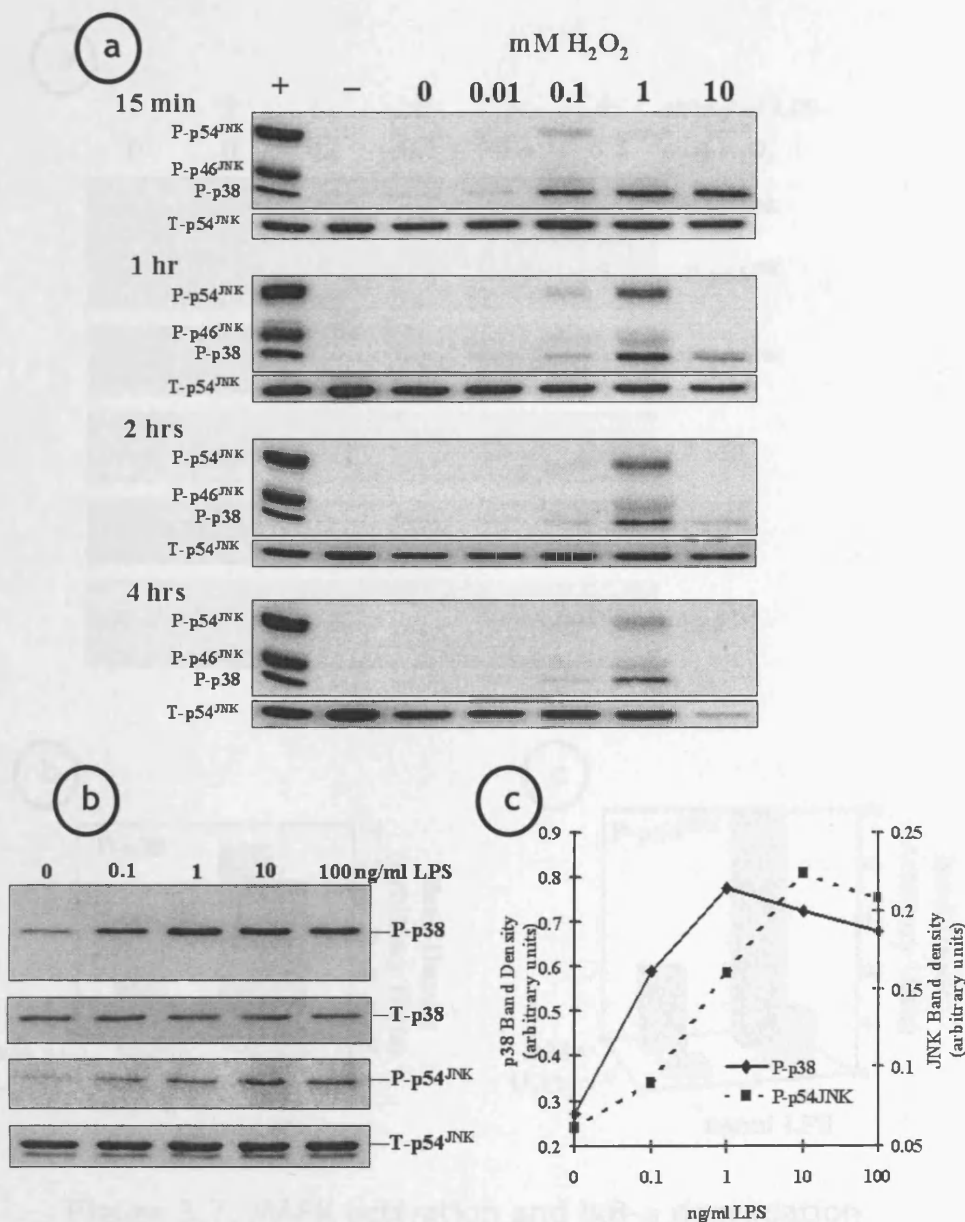 a
mM H₂O₂
+ – 0 0.01 0.1 1 10
15 min
P-p54ᴶᴺᴷ
P-p46ᴶᴺᴷ
P-p38
T-p54ᴶᴺᴷ
1 hr
P-p54ᴶᴺᴷ
P-p46ᴶᴺᴷ
P-p38
T-p54ᴶᴺᴷ
2 hrs
P-p54ᴶᴺᴷ
P-p46ᴶᴺᴷ
P-p38
T-p54ᴶᴺᴷ
4 hrs
P-p54ᴶᴺᴷ
P-p46ᴶᴺᴷ
P-p38
T-p54ᴶᴺᴷ
b
0 0.1 1 10 100 ng/ml LPS
P-p38
T-p38
P-p54ᴶᴺᴷ
T-p54ᴶᴺᴷ
c
p38 Band Density
(arbitrary units)
0.9
0.8
0.7
0.6
0.5
0.4
0.3
0.2
P-p38
P-p54JNK
0.25
0.2
0.15
0.1
0.05
JNK Band density
(arbitrary units)
0 0.1 1 10 100
ng/ml LPS